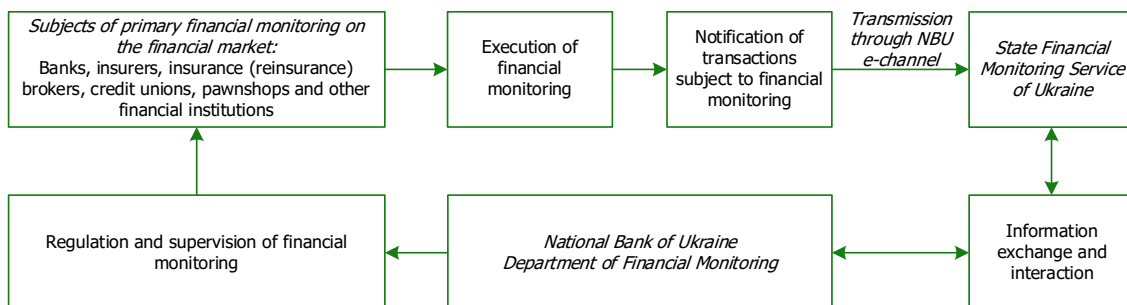 Subjects of primary financial monitoring on
the financial market:
Banks, insurers, insurance (reinsurance)
brokers, credit unions, pawnshops and other
financial institutions
Execution of
financial
monitoring
Notification of
transactions
subject to financial
monitoring
Transmission
through NBU
e-channel
State Financial
Monitoring Service
of Ukraine
Regulation and supervision of financial
monitoring
National Bank of Ukraine
Department of Financial Monitoring
Information
exchange and
interaction